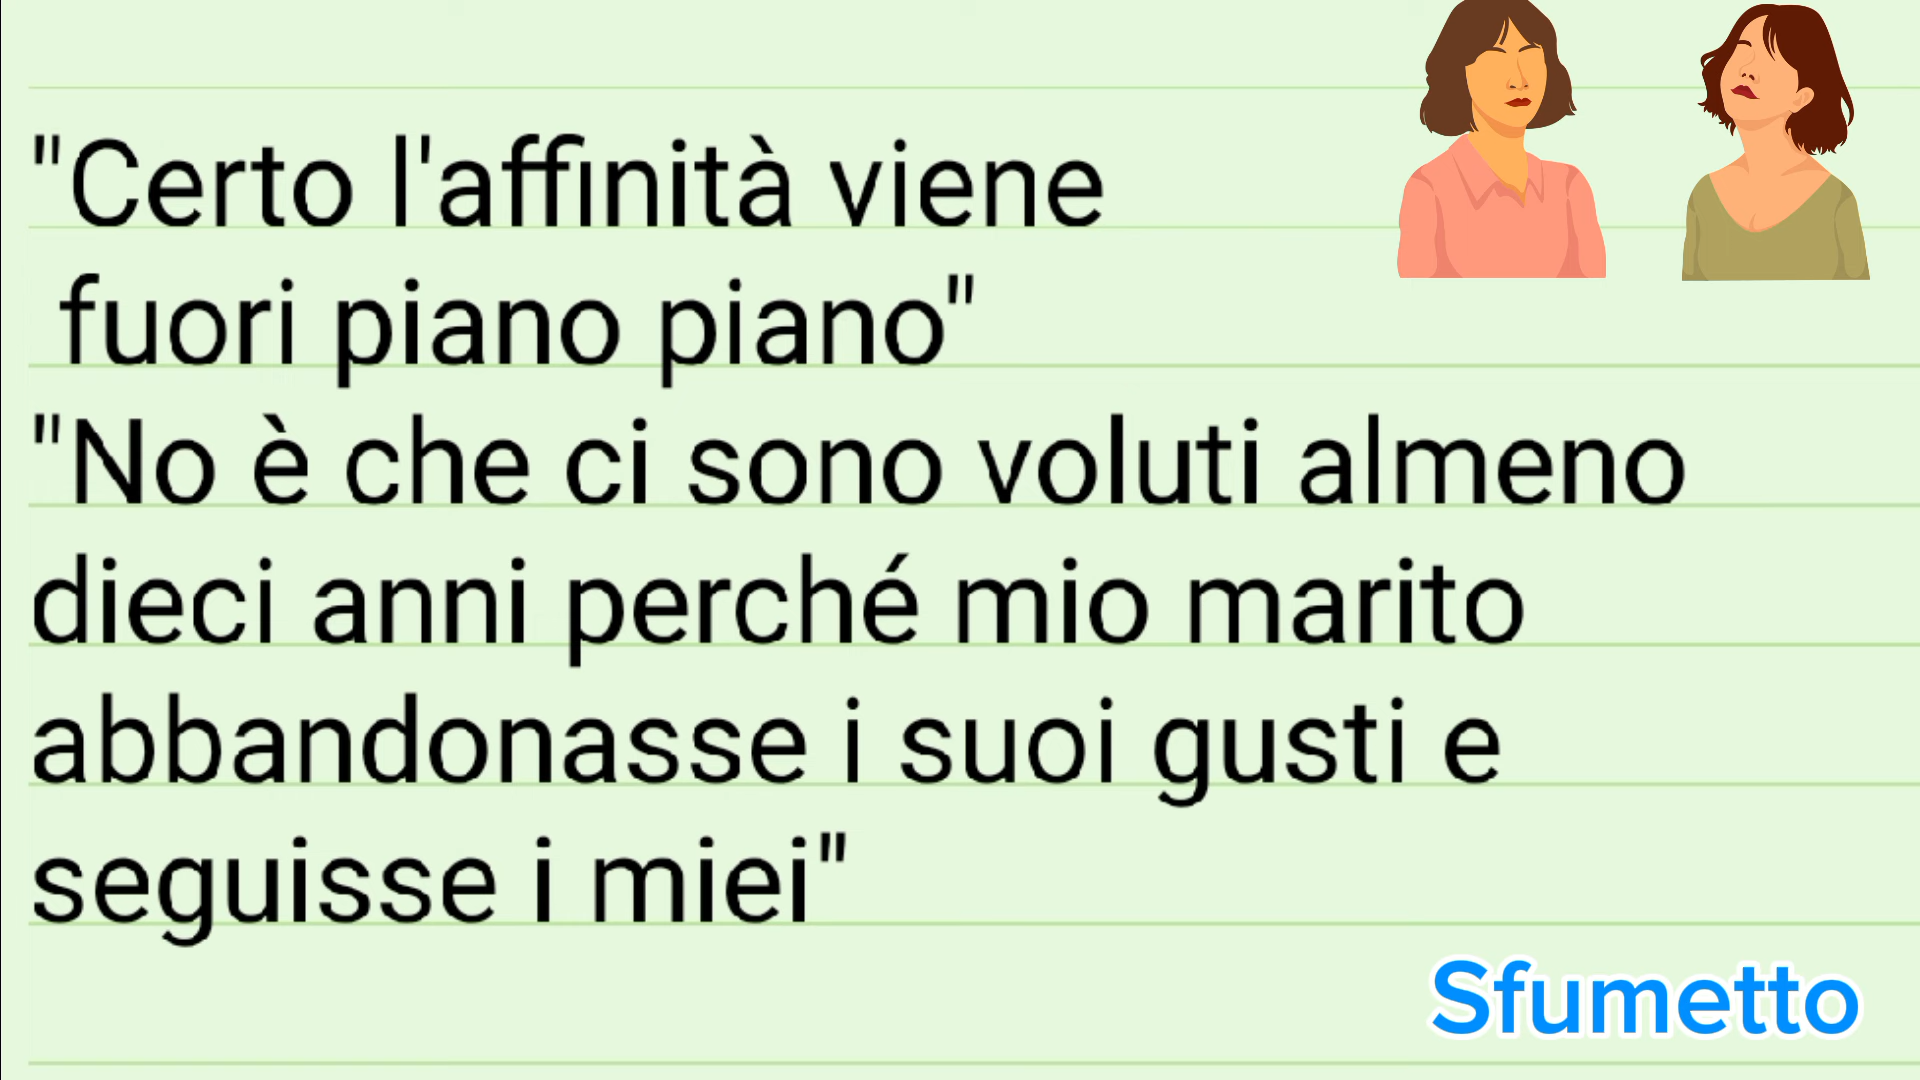 "Certo l'affinità viene
fuori piano piano"
"No è che ci sono voluti almeno
dieci anni perché mio marito
abbandonasse i suoi gusti e
seguisse i miei"
Sfumetto